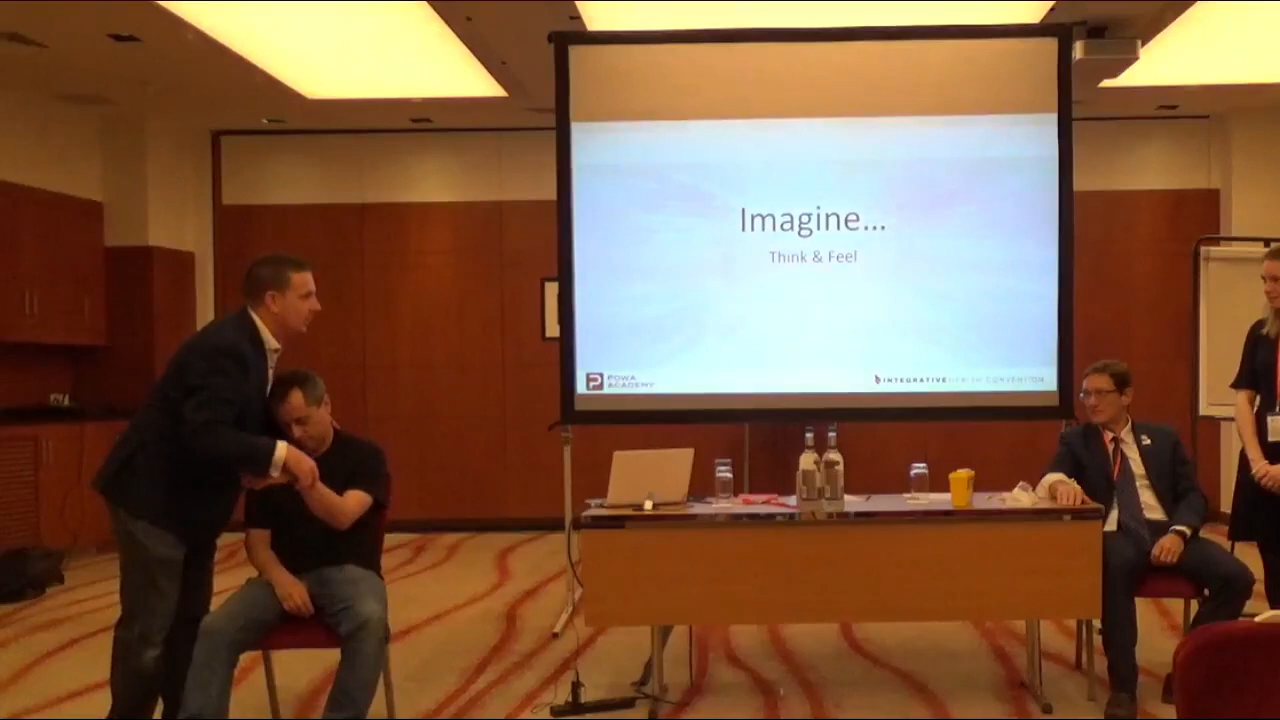 Imagine...
Think & Feel
POWA
ACADEMY
INTEGRATIVE HEALTH CONVENTION